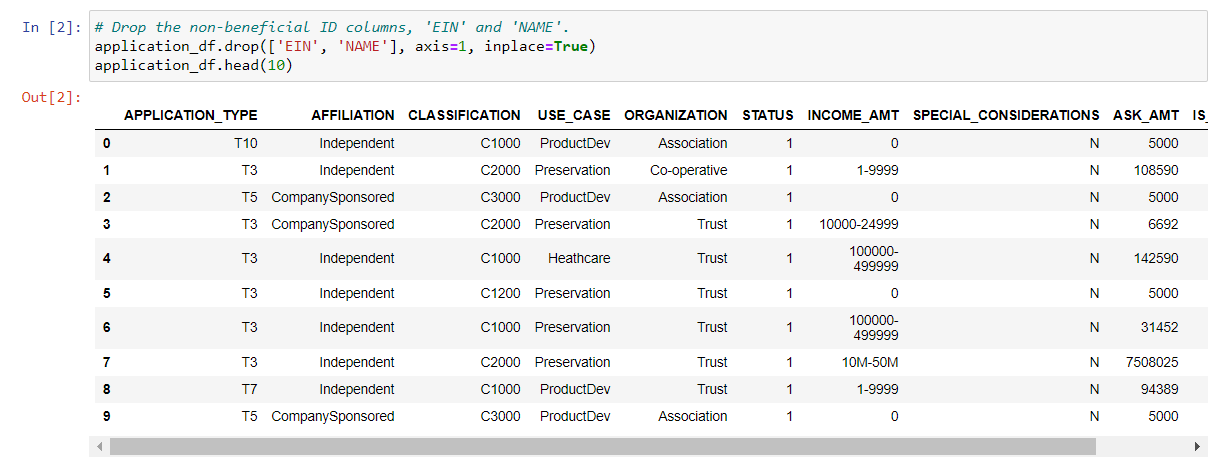 In [2]: # Drop the non-beneficial ID columns, 'EIN' and 'NAME'.
application_df.drop(['EIN', 'NAME'], axis=1, inplace=True)
application_df.head(10)
Out[2]:
APPLICATION_TYPE AFFILIATION CLASSIFICATION USE_CASE ORGANIZATION STATUS INCOME_AMT SPECIAL_CONSIDERATIONS ASK_AMT IS_
0 T10 Independent C1000 ProductDev Association 1 0 N 5000
1 T3 Independent C2000 Preservation Co-operative 1 1-9999 N 108590
2 T5 CompanySponsored C3000 ProductDev Association 1 0 N 5000
3 T3 CompanySponsored C2000 Preservation Trust 1 10000-24999 N 6692
4 T3 Independent C1000 Heathcare Trust 1 100000-
499999 N 142590
5 T3 Independent C1200 Preservation Trust 1 0 N 5000
6 T3 Independent C1000 Preservation Trust 1 100000-
499999 N 31452
7 T3 Independent C2000 Preservation Trust 1 10M-50M N 7508025
8 T7 Independent C1000 ProductDev Trust 1 1-9999 N 94389
9 T5 CompanySponsored C3000 ProductDev Association 1 0 N 5000